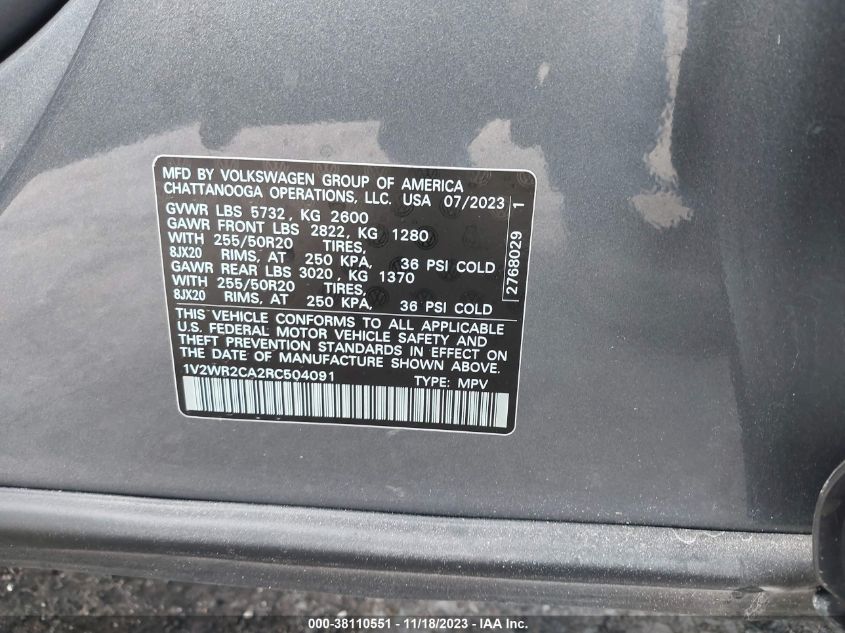 MFD BY VOLKSWAGEN GROUP OF AMERICA
CHATTANOOGA OPERATIONS, LLC. USA 07/2023
GVWR LBS 5732, KG 2600
GAWR FRONT LBS 2822, KG 1280
WITH 255/50R20 TIRES,
8JX20 RIMS, AT 250 KPA, 36 PSI COLD
GAWR REAR LBS 3020, KG 1370
WITH 255/50R20 TIRES,
8JX20 RIMS, AT 250 KPA, 36 PSI COLD
THIS VEHICLE CONFORMS TO ALL APPLICABLE
U.S. FEDERAL MOTOR VEHICLE SAFETY AND
THEFT PREVENTION STANDARDS IN EFFECT ON
THE DATE OF MANUFACTURE SHOWN ABOVE.
1V2WR2CA2RC504091 TYPE: MPV
2768029 1
000-38110551 - 11/18/2023 - IAA Inc.